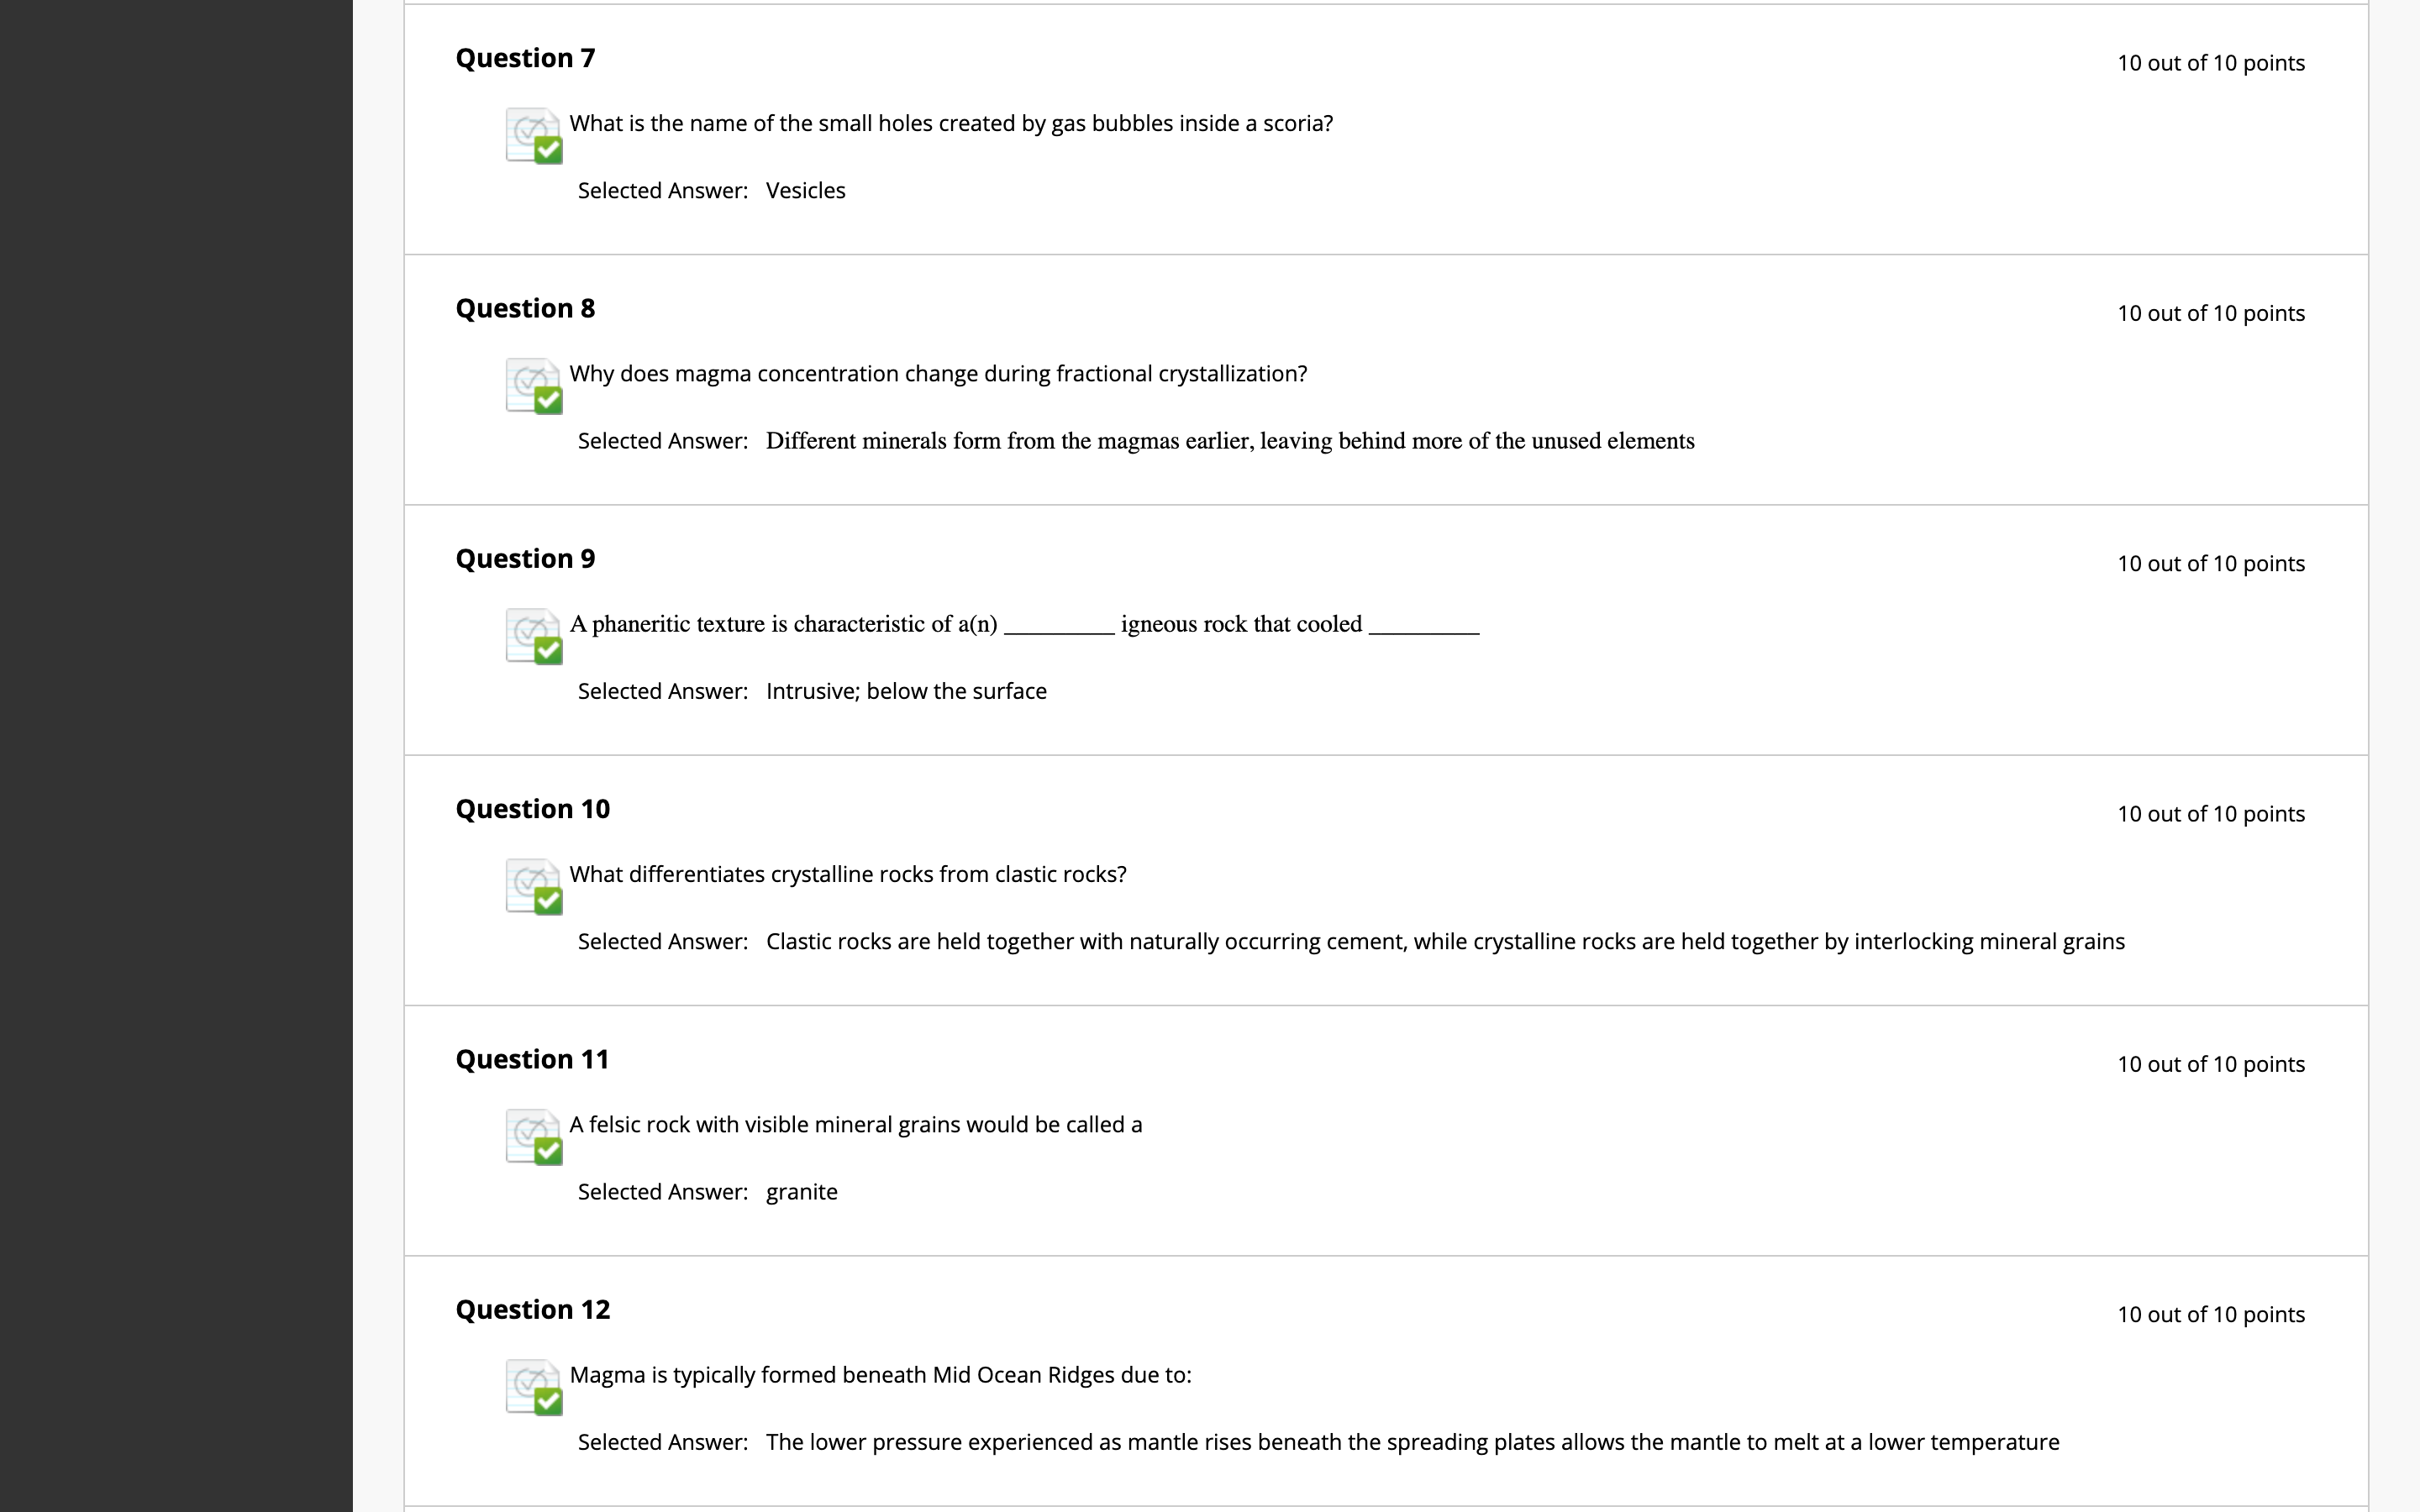 Question 7
10 out of 10 points
What is the name of the small holes created by gas bubbles inside a scoria?
Selected Answer: Vesicles
Question 8
10 out of 10 points
Why does magma concentration change during fractional crystallization?
Selected Answer: Different minerals form from the magmas earlier, leaving behind more of the unused elements
Question 9
10 out of 10 points
A phaneritic texture is characteristic of a(n) _________ igneous rock that cooled _________
Selected Answer: Intrusive; below the surface
Question 10
10 out of 10 points
What differentiates crystalline rocks from clastic rocks?
Selected Answer: Clastic rocks are held together with naturally occurring cement, while crystalline rocks are held together by interlocking mineral grains
Question 11
10 out of 10 points
A felsic rock with visible mineral grains would be called a
Selected Answer: granite
Question 12
10 out of 10 points
Magma is typically formed beneath Mid Ocean Ridges due to:
Selected Answer: The lower pressure experienced as mantle rises beneath the spreading plates allows the mantle to melt at a lower temperature